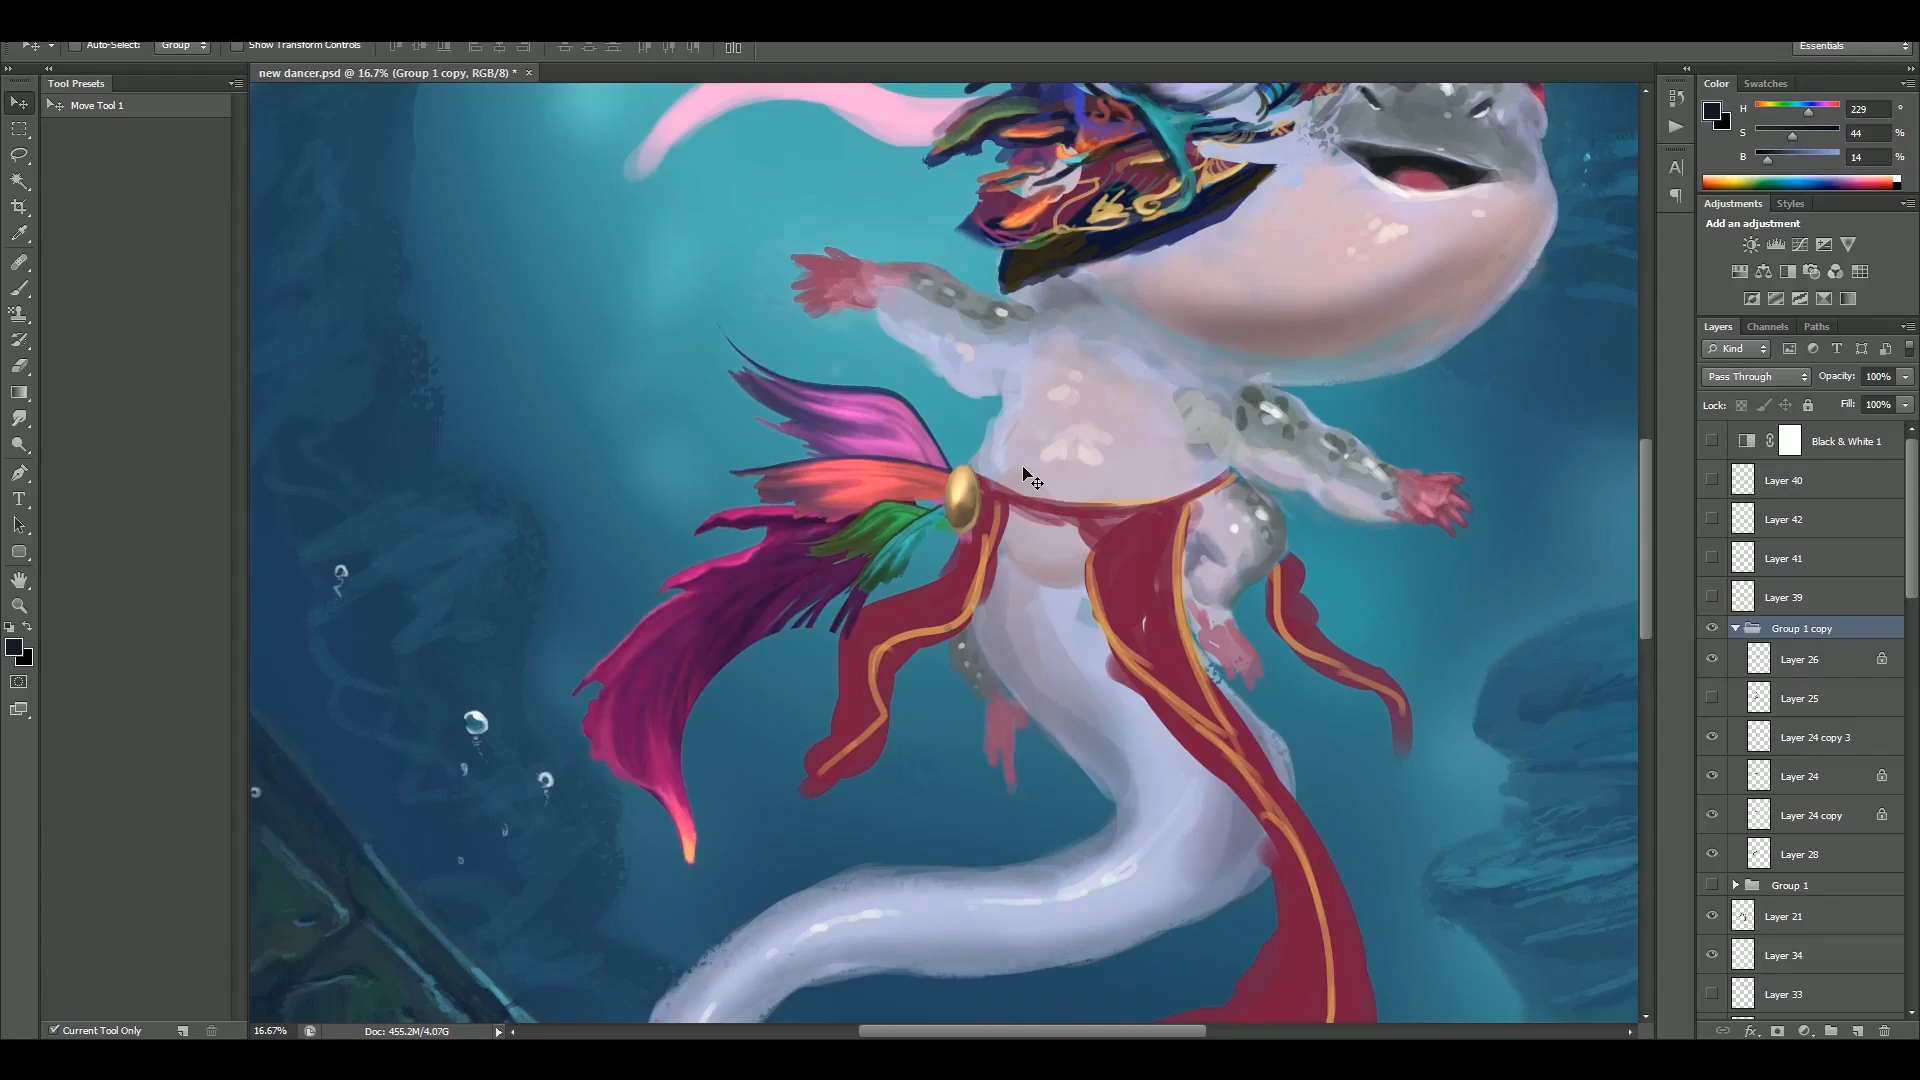 Auto-Select:
Group
Show Transform Controls
Essentials
Tool Presets
new dancer.psd @ 16.7% (Group 1 copy, RGB/8) *
Move Tool 1
Color
Swatches
H
229
°
S
44
%
B
14
%
Adjustments
Styles
Add an adjustment
Layers
Channels
Paths
Kind
Pass Through
Opacity:
100%
Lock:
Fill:
100%
Black & White 1
Layer 40
Layer 42
Layer 41
Layer 39
Group 1 copy
Layer 26
Layer 25
Layer 24 copy 3
Layer 24
Layer 24 copy
Layer 28
Group 1
Layer 21
Layer 34
Layer 33
Current Tool Only
16.67%
Doc: 455.2M/4.07G